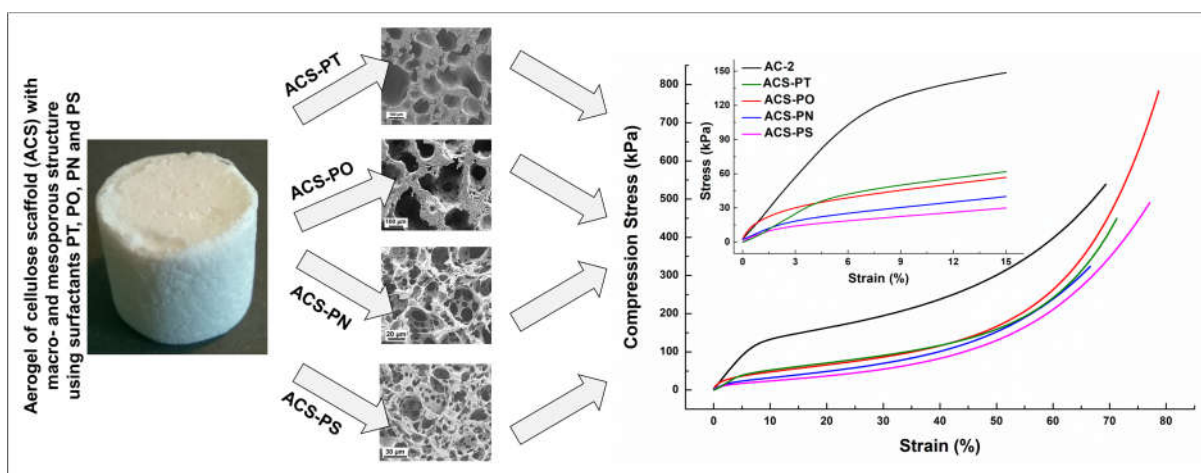 Aerogel of cellulose scaffold (ACS) with
macro- and mesoporous structure
using surfactants PT, PO, PN and PS
ACS-PT
ACS-PO
100 µm
ACS-PN
20 µm
ACS-PS
30 µm
Compression Stress (kPa)
800
700
600
500
400
300
200
100
0
0
10
20
30
40
50
60
70
80
Strain (%)
Stress (kPa)
150
120
90
60
30
0
0
3
6
9
12
15
Strain (%)
AC-2
ACS-PT
ACS-PO
ACS-PN
ACS-PS